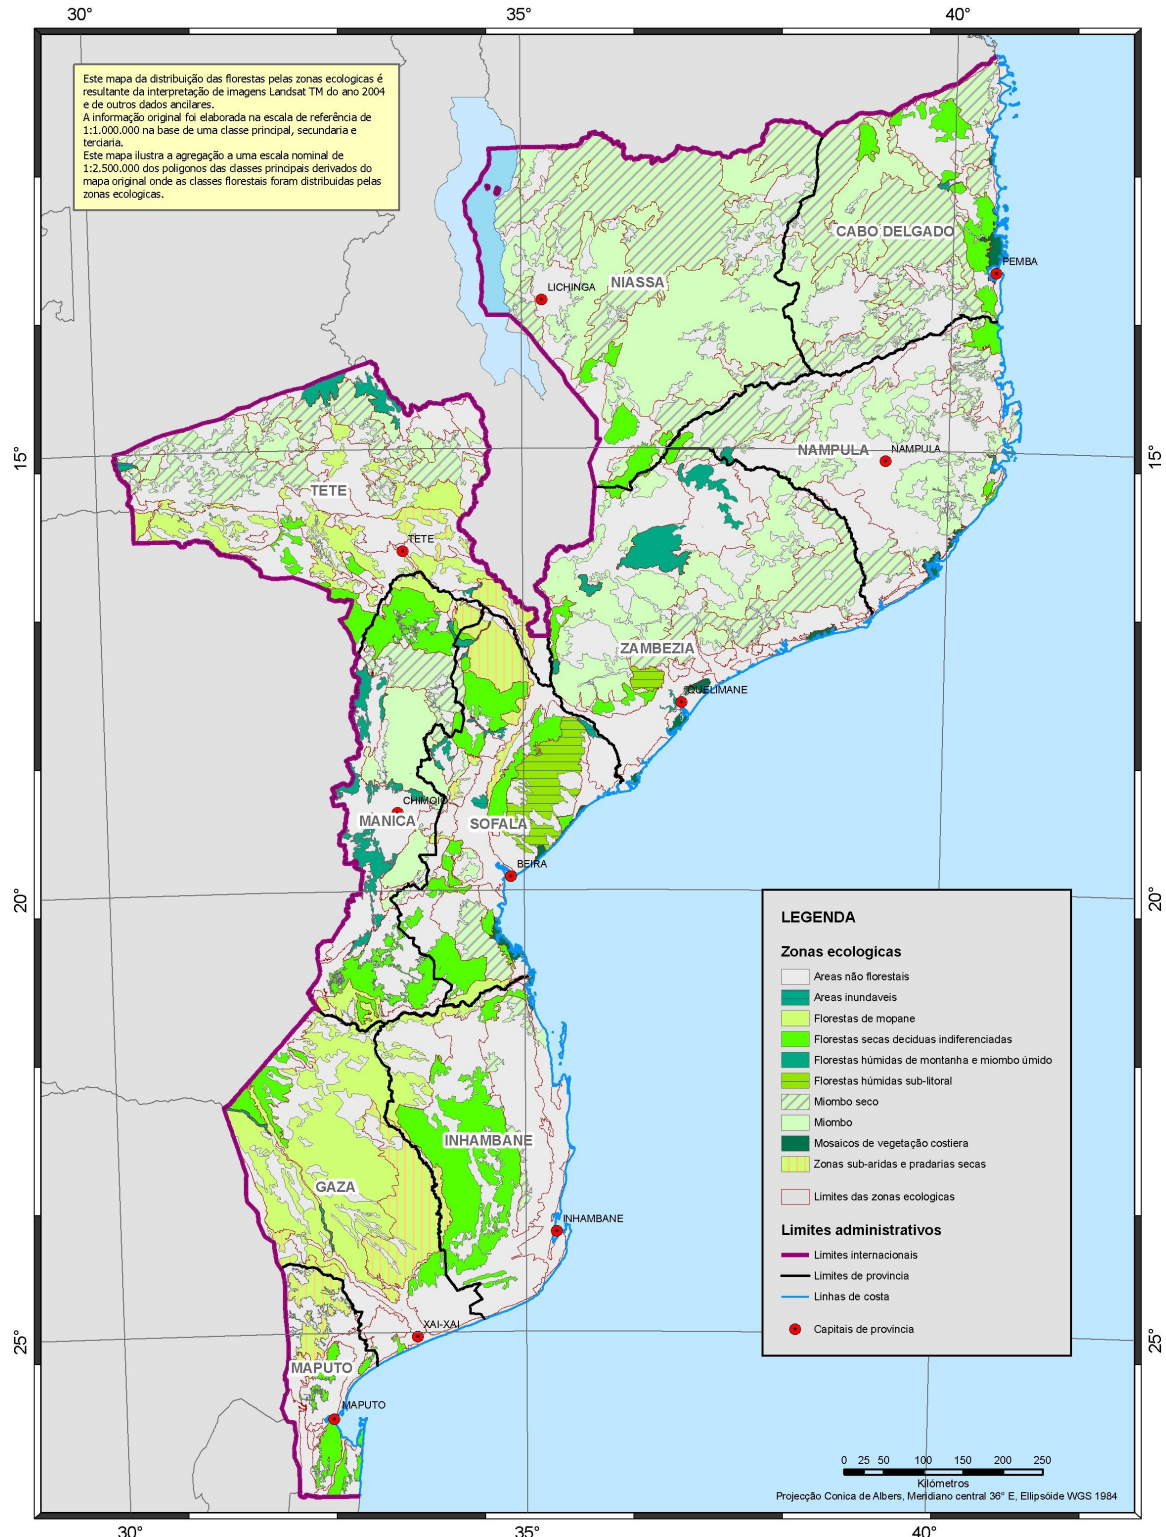 30°
35°
40°
Este mapa da distribuição das florestas pelas zonas ecologicas é
resultante da interpretação de imagens Landsat TM do ano 2004
e de outros dados ancilares.
A informação original foi elaborada na escala de referência de
1:1.000.000 na base de uma classe principal, secundaria e
terciaria.
Este mapa ilustra a agregação a uma escala nominal de
1:2.500.000 dos poligonos das classes principais derivados do
mapa original onde as classes florestais foram distribuidas pelas
zonas ecologicas.
CABO DELGADO
PEMBA
NIASSA
LICHINGA
15°
NAMPULA
NAMPULA
15°
TETE
TETE
ZAMBEZIA
QUELIMANE
CHIMOIO
MANICA
SOFALA
BEIRA
20°
20°
LEGENDA
Zonas ecologicas
Areas não florestais
Areas inundaveis
Florestas de mopane
Florestas secas deciduas indiferenciadas
Florestas húmidas de montanha e miombo úmido
Florestas húmidas sub-litoral
Miombo seco
Miombo
Mosaicos de vegetação costiera
Zonas sub-aridas e pradarias secas
Limites das zonas ecologicas
Limites administrativos
Limites internacionais
Limites de provincia
Linhas de costa
Capitais de provincia
INHAMBANE
GAZA
INHAMBANE
XAI-XAI
25°
25°
MAPUTO
MAPUTO
0 25 50 100 150 200 250
Kilómetros
Projecção Conica de Albers, Meridiano central 36° E, Ellipsóide WGS 1984
30°
35°
40°